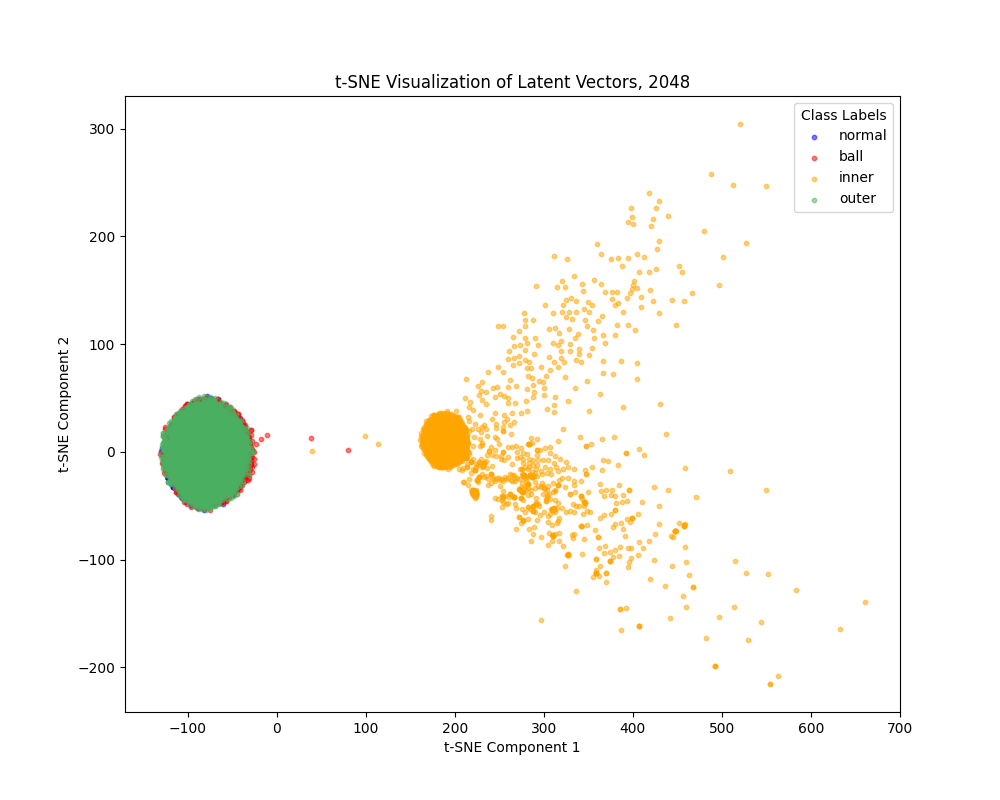 t-SNE Visualization of Latent Vectors, 2048
Class Labels
normal
ball
inner
outer
300
200
100
0
−100
−200
t-SNE Component 2
−100
0
100
200
300
400
500
600
700
t-SNE Component 1